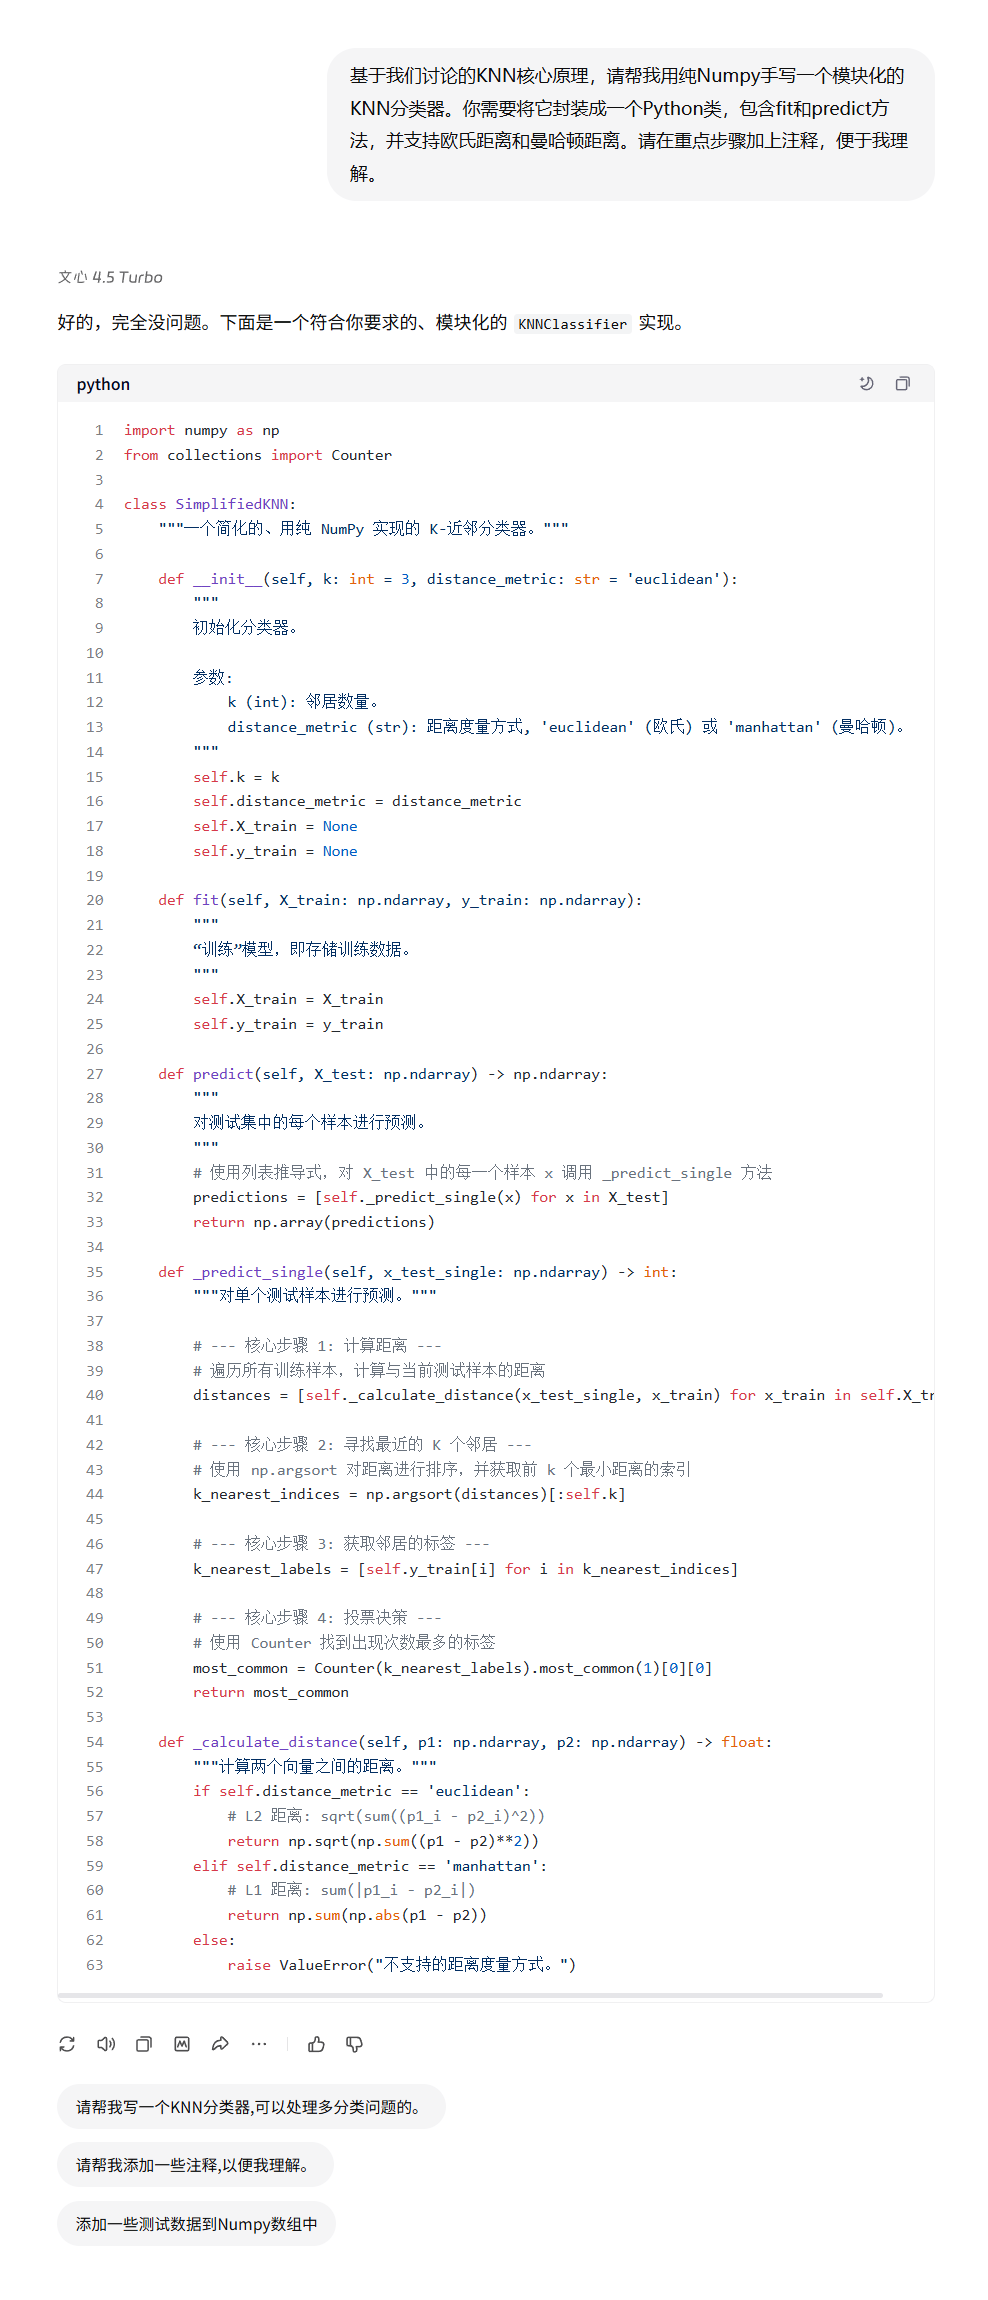 基于我们讨论的KNN核心原理，请帮我用纯Numpy手写一个模块化的
KNN分类器。你需要将它封装成一个Python类，包含fit和predict方
法，并支持欧氏距离和曼哈顿距离。请在重点步骤加上注释，便于我理
解。
文心 4.5 Turbo
好的，完全没问题。下面是一个符合你要求的、模块化的 KNNClassifier 实现。
python
1 import numpy as np
2 from collections import Counter
3
4 class SimplifiedKNN:
5     """一个简化的、用纯 NumPy 实现的 K-近邻分类器。"""
6
7     def __init__(self, k: int = 3, distance_metric: str = 'euclidean'):
8         """
9         初始化分类器。
10
11         参数:
12             k (int): 邻居数量。
13             distance_metric (str): 距离度量方式, 'euclidean' (欧氏) 或 'manhattan' (曼哈顿)。
14         """
15         self.k = k
16         self.distance_metric = distance_metric
17         self.X_train = None
18         self.y_train = None
19
20     def fit(self, X_train: np.ndarray, y_train: np.ndarray):
21         """
22         “训练”模型，即存储训练数据。
23         """
24         self.X_train = X_train
25         self.y_train = y_train
26
27     def predict(self, X_test: np.ndarray) -> np.ndarray:
28         """
29         对测试集中的每个样本进行预测。
30         """
31         # 使用列表推导式，对 X_test 中的每一个样本 x 调用 _predict_single 方法
32         predictions = [self._predict_single(x) for x in X_test]
33         return np.array(predictions)
34
35     def _predict_single(self, x_test_single: np.ndarray) -> int:
36         """对单个测试样本进行预测。"""
37
38         # --- 核心步骤 1: 计算距离 ---
39         # 遍历所有训练样本，计算与当前测试样本的距离
40         distances = [self._calculate_distance(x_test_single, x_train) for x_train in self.X_tr
41
42         # --- 核心步骤 2: 寻找最近的 K 个邻居 ---
43         # 使用 np.argsort 对距离进行排序，并获取前 k 个最小距离的索引
44         k_nearest_indices = np.argsort(distances)[:self.k]
45
46         # --- 核心步骤 3: 获取邻居的标签 ---
47         k_nearest_labels = [self.y_train[i] for i in k_nearest_indices]
48
49         # --- 核心步骤 4: 投票决策 ---
50         # 使用 Counter 找到出现次数最多的标签
51         most_common = Counter(k_nearest_labels).most_common(1)[0][0]
52         return most_common
53
54     def _calculate_distance(self, p1: np.ndarray, p2: np.ndarray) -> float:
55         """计算两个向量之间的距离。"""
56         if self.distance_metric == 'euclidean':
57             # L2 距离: sqrt(sum((p1_i - p2_i)^2))
58             return np.sqrt(np.sum((p1 - p2)**2))
59         elif self.distance_metric == 'manhattan':
60             # L1 距离: sum(|p1_i - p2_i|)
61             return np.sum(np.abs(p1 - p2))
62         else:
63             raise ValueError("不支持的距离度量方式。")
请帮我写一个KNN分类器,可以处理多分类问题的。
请帮我添加一些注释,以便我理解。
添加一些测试数据到Numpy数组中